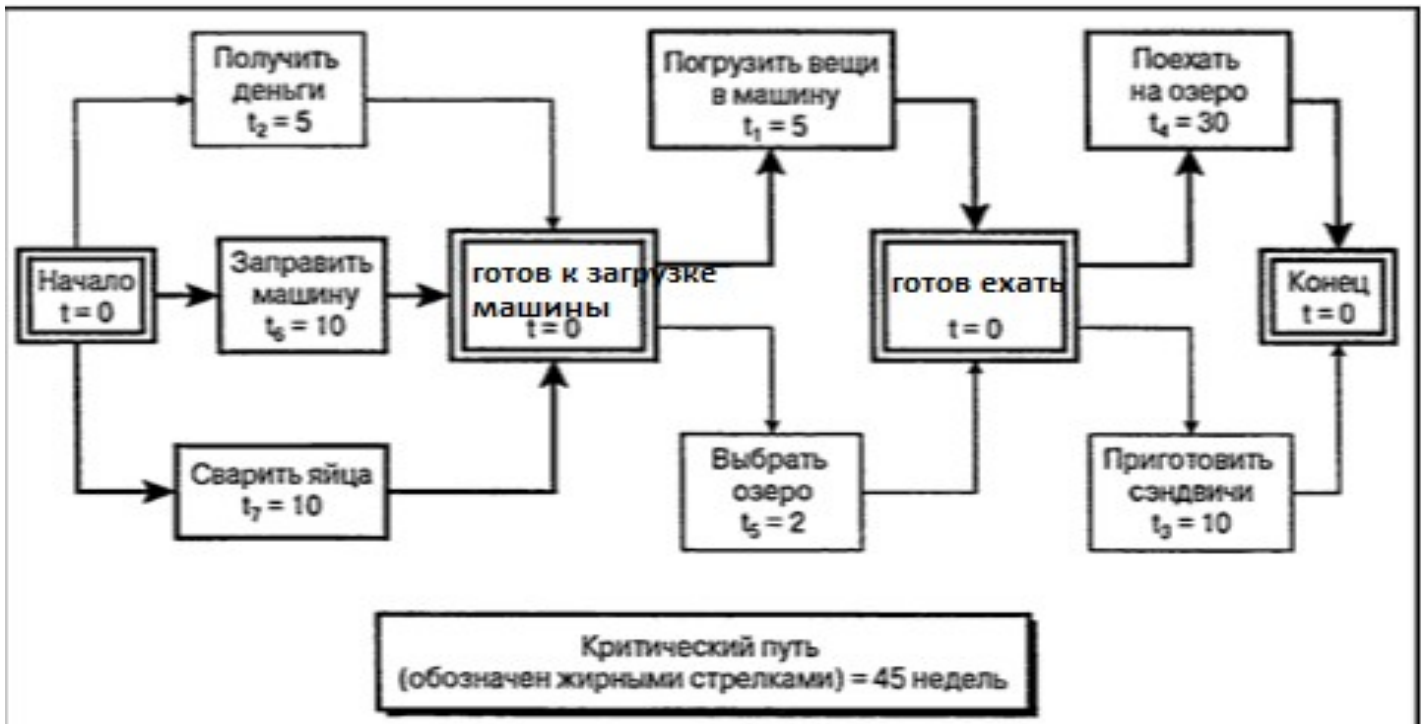 Получить
деньги
t₂ = 5
Погрузить вещи
в машину
t₁ = 5
Поехать
на озеро
t₄ = 30
Начало
t = 0
Заправить
машину
t₆ = 10
готов к загрузке
машины
t = 0
готов ехать
t = 0
Конец
t = 0
Сварить яйца
t₇ = 10
Выбрать
озеро
t₅ = 2
Приготовить
сэндвичи
t₃ = 10
Критический путь
(обозначен жирными стрелками) = 45 недель